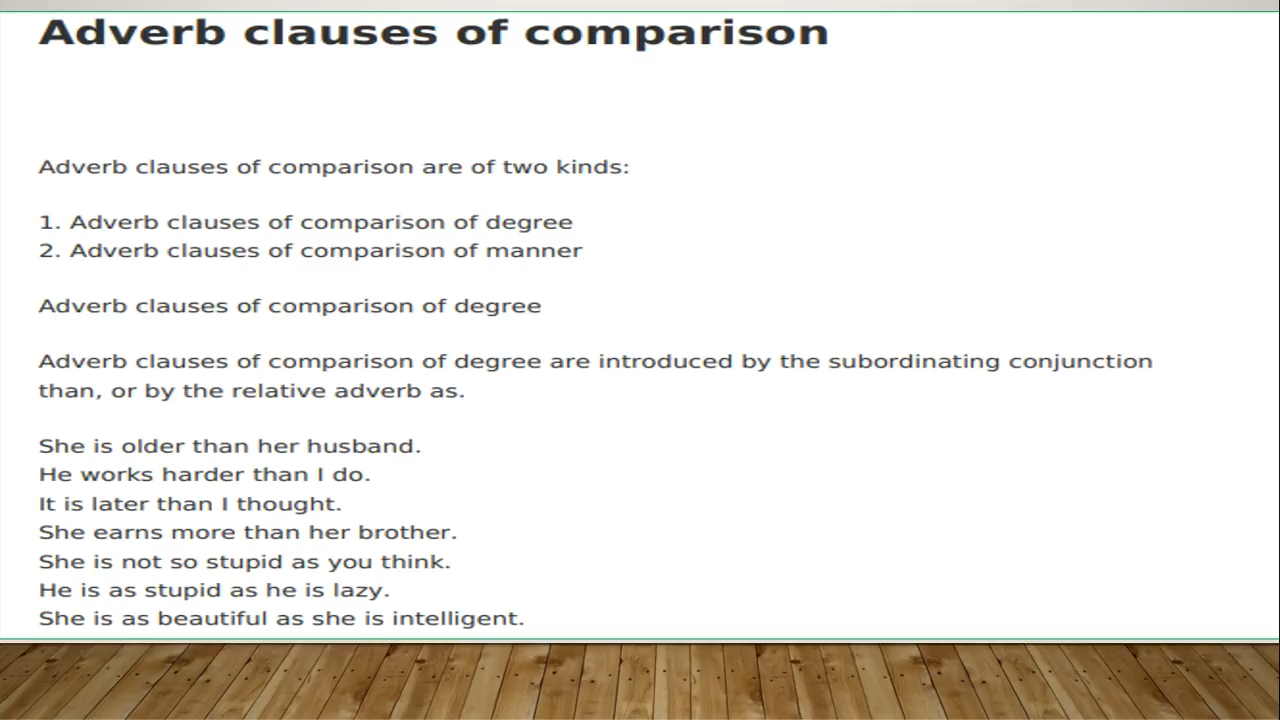 Adverb clauses of comparison
Adverb clauses of comparison are of two kinds:
1. Adverb clauses of comparison of degree
2. Adverb clauses of comparison of manner
Adverb clauses of comparison of degree
Adverb clauses of comparison of degree are introduced by the subordinating conjunction
than, or by the relative adverb as.
She is older than her husband.
He works harder than I do.
It is later than I thought.
She earns more than her brother.
She is not so stupid as you think.
He is as stupid as he is lazy.
She is as beautiful as she is intelligent.